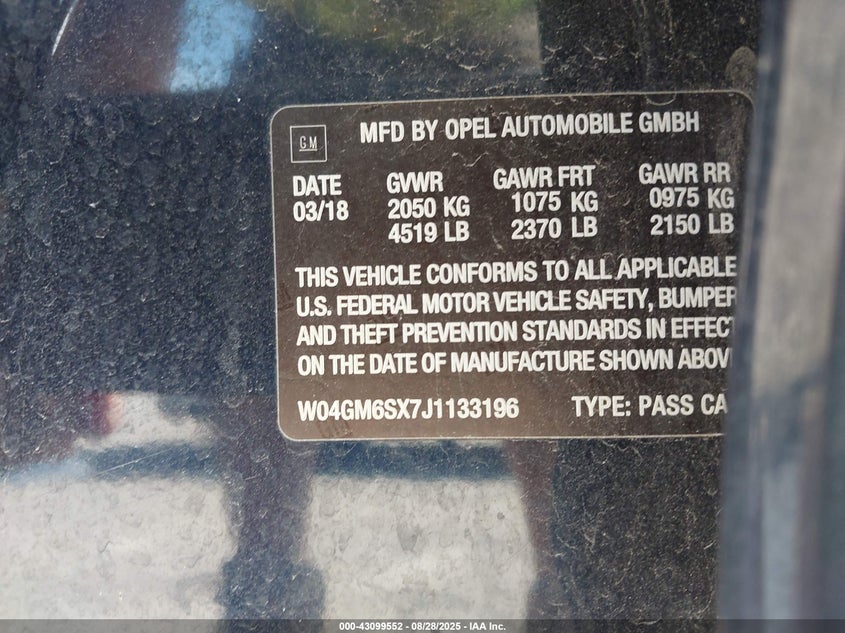 GM
MFD BY OPEL AUTOMOBILE GMBH
DATE GVWR GAWR FRT GAWR RR
03/18 2050 KG 1075 KG 0975 KG
4519 LB 2370 LB 2150 LB
THIS VEHICLE CONFORMS TO ALL APPLICABLE
U.S. FEDERAL MOTOR VEHICLE SAFETY, BUMPER
AND THEFT PREVENTION STANDARDS IN EFFEC
ON THE DATE OF MANUFACTURE SHOWN ABOV
W04GM6SX7J1133196 TYPE: PASS CA
000-43099552 - 08/28/2025 - IAA Inc.